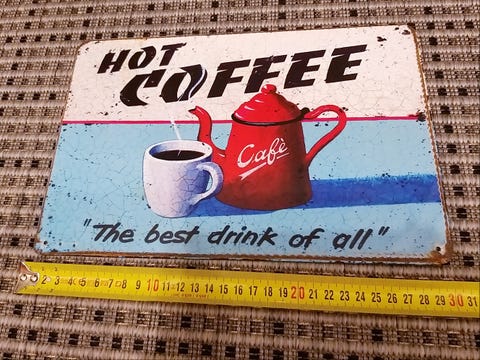 HOT
COFFEE
Café
"The best drink of all"
2 3 4 5 6 7 8 9 10 11 12 13 14 15 16 17 18 19 20 21 22 23 24 25 26 27 28 29 30 31